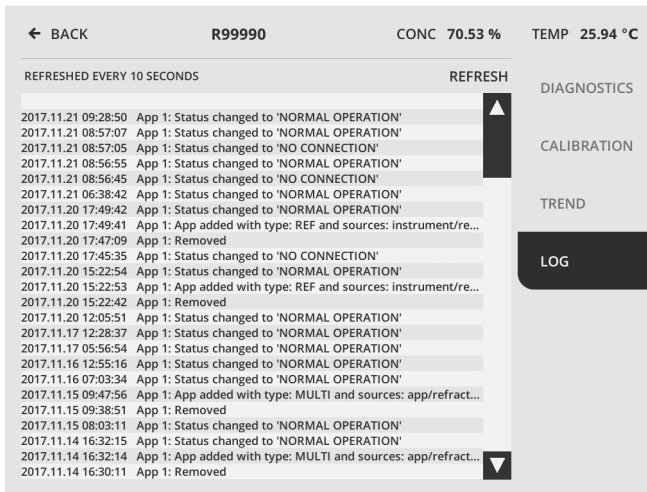 ← BACK R99990 CONC 70.53 % TEMP 25.94 °C
REFRESHED EVERY 10 SECONDS REFRESH
2017.11.21 09:28:50 App 1: Status changed to 'NORMAL OPERATION'
2017.11.21 08:57:07 App 1: Status changed to 'NORMAL OPERATION'
2017.11.21 08:57:05 App 1: Status changed to 'NO CONNECTION'
2017.11.21 08:56:55 App 1: Status changed to 'NORMAL OPERATION'
2017.11.21 08:56:45 App 1: Status changed to 'NO CONNECTION'
2017.11.21 06:38:42 App 1: Status changed to 'NORMAL OPERATION'
2017.11.20 17:49:42 App 1: Status changed to 'NORMAL OPERATION'
2017.11.20 17:49:41 App 1: App added with type: REF and sources: instrument/re...
2017.11.20 17:47:09 App 1: Removed
2017.11.20 17:45:35 App 1: Status changed to 'NO CONNECTION'
2017.11.20 15:22:54 App 1: Status changed to 'NORMAL OPERATION'
2017.11.20 15:22:53 App 1: App added with type: REF and sources: instrument/re...
2017.11.20 15:22:42 App 1: Removed
2017.11.20 12:05:51 App 1: Status changed to 'NORMAL OPERATION'
2017.11.17 12:28:37 App 1: Status changed to 'NORMAL OPERATION'
2017.11.17 05:56:54 App 1: Status changed to 'NORMAL OPERATION'
2017.11.16 12:55:16 App 1: Status changed to 'NORMAL OPERATION'
2017.11.16 07:03:34 App 1: Status changed to 'NORMAL OPERATION'
2017.11.15 09:47:56 App 1: App added with type: MULTI and sources: app/refract...
2017.11.15 09:38:51 App 1: Removed
2017.11.15 08:03:11 App 1: Status changed to 'NORMAL OPERATION'
2017.11.14 16:32:15 App 1: Status changed to 'NORMAL OPERATION'
2017.11.14 16:32:14 App 1: App added with type: MULTI and sources: app/refract...
2017.11.14 16:30:11 App 1: Removed
DIAGNOSTICS
CALIBRATION
TREND
LOG